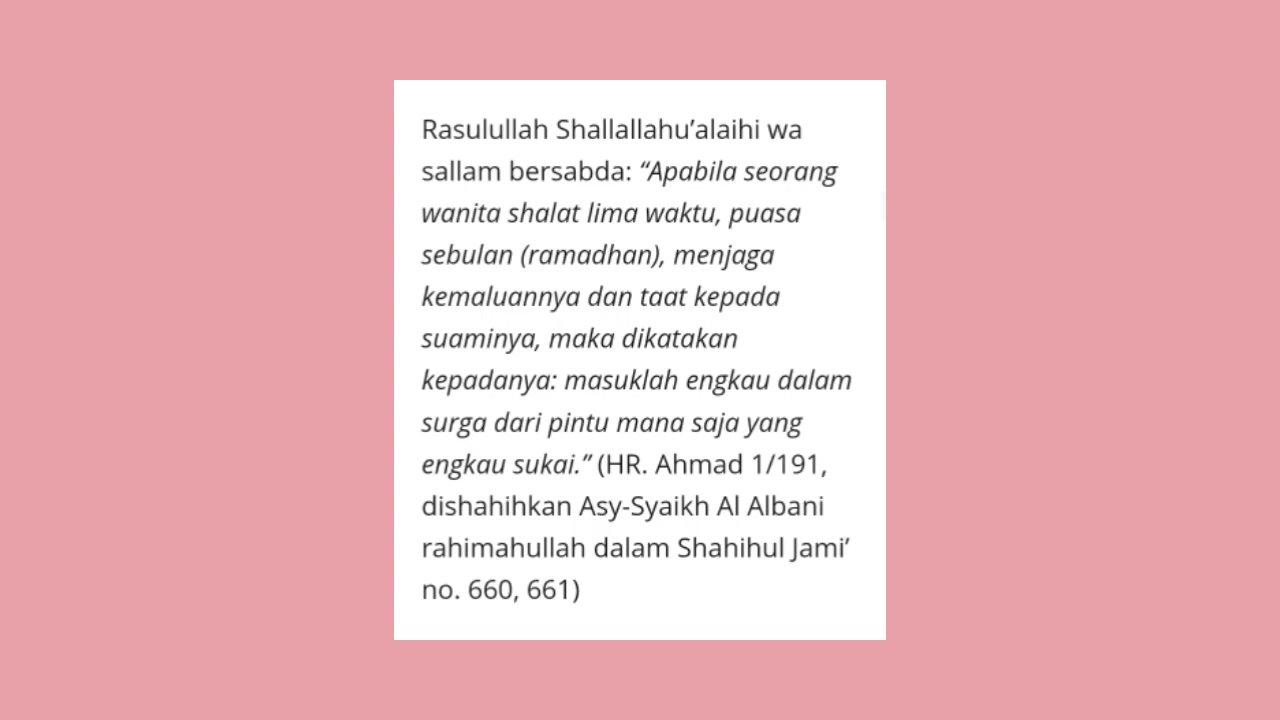 Rasulullah Shallallahu’alaihi wa
sallam bersabda: “Apabila seorang
wanita shalat lima waktu, puasa
sebulan (ramadhan), menjaga
kemaluannya dan taat kepada
suaminya, maka dikatakan
kepadanya: masuklah engkau dalam
surga dari pintu mana saja yang
engkau sukai.” (HR. Ahmad 1/191,
dishahihkan Asy-Syaikh Al Albani
rahimahullah dalam Shahihul Jami’
no. 660, 661)